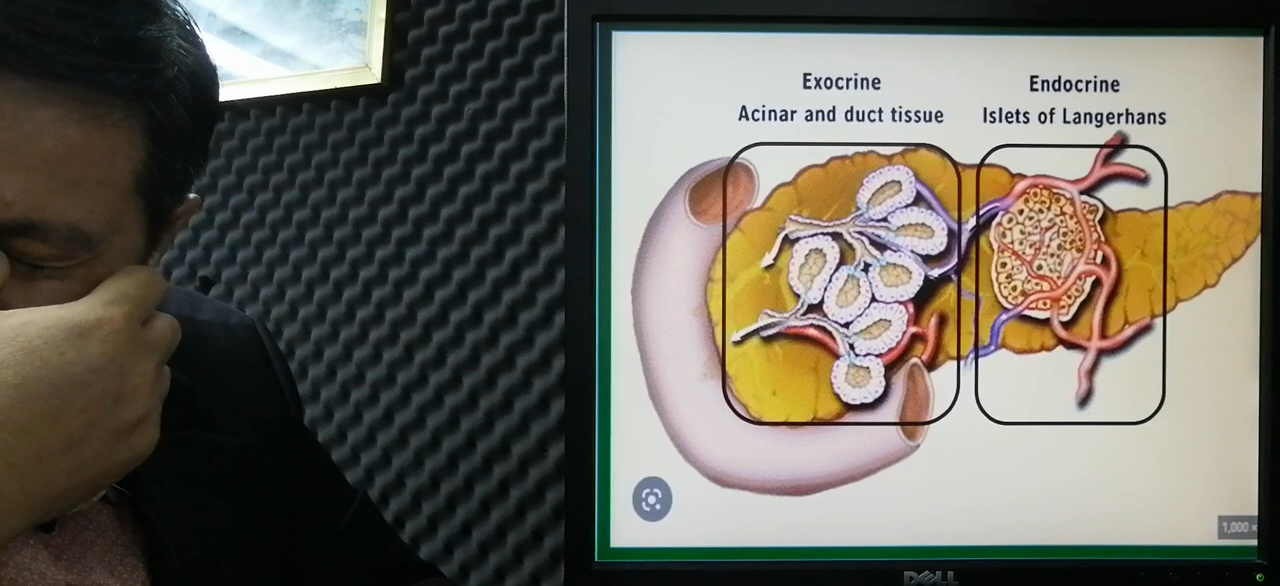 Exocrine
Acinar and duct tissue
Endocrine
Islets of Langerhans
1,000 ×
DELL